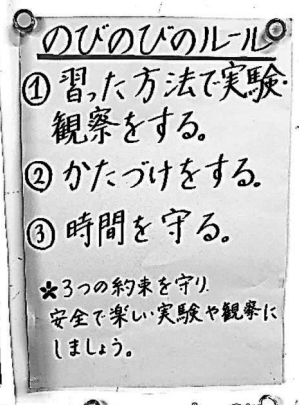 のびのびのルール
①習った方法で実験・
観察をする。
②かたづけをする。
③時間を守る。
★3つの約束を守り
安全で楽しい実験や観察に
しましょう。